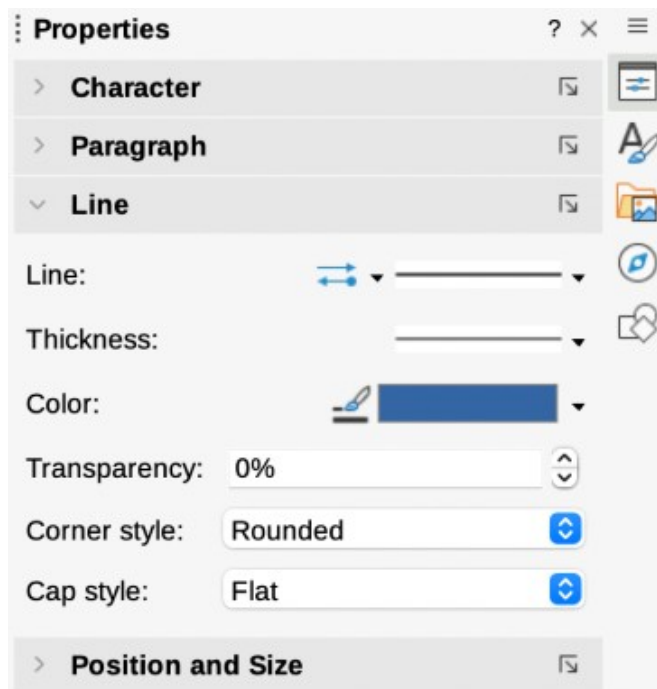 Properties ?
Character
Paragraph
Line
Line:
Thickness:
Color:
Transparency: 0%
Corner style: Rounded
Cap style: Flat
Position and Size